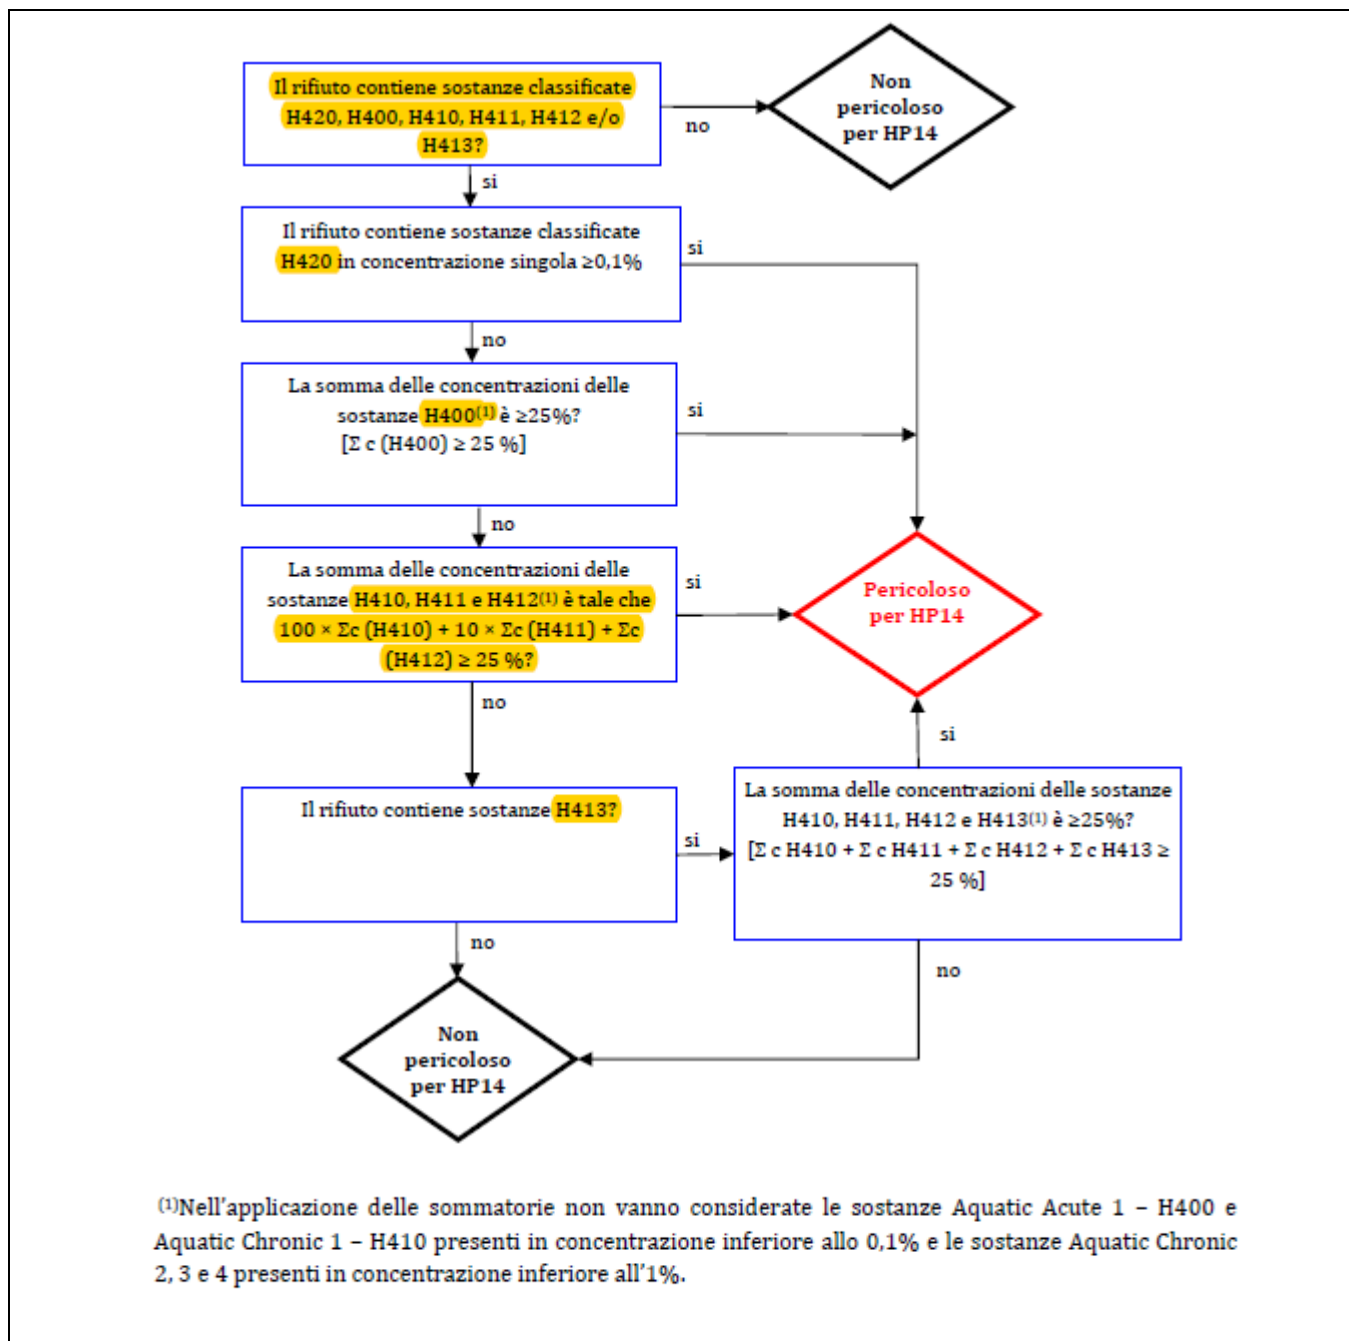 Il rifiuto contiene sostanze classificate
H420, H400, H410, H411, H412 e/o
H413?
no
Non
pericoloso
per HP14
si
Il rifiuto contiene sostanze classificate
H420 in concentrazione singola ≥0,1%
si
no
La somma delle concentrazioni delle
sostanze H400(1) è ≥25%?
[Σ c (H400) ≥ 25 %]
si
no
La somma delle concentrazioni delle
sostanze H410, H411 e H412(1) è tale che
100 × Σc (H410) + 10 × Σc (H411) + Σc
(H412) ≥ 25 %?
si
Pericoloso
per HP14
no
si
Il rifiuto contiene sostanze H413?
si
La somma delle concentrazioni delle sostanze
H410, H411, H412 e H413(1) è ≥25%?
[Σ c H410 + Σ c H411 + Σ c H412 + Σ c H413 ≥
25 %]
no
no
Non
pericoloso
per HP14
(1)Nell'applicazione delle sommatorie non vanno considerate le sostanze Aquatic Acute 1 – H400 e
Aquatic Chronic 1 – H410 presenti in concentrazione inferiore allo 0,1% e le sostanze Aquatic Chronic
2, 3 e 4 presenti in concentrazione inferiore all'1%.